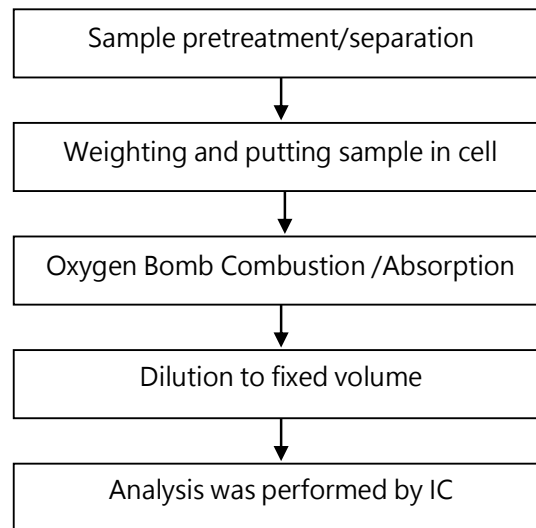 Sample pretreatment/separation
Weighting and putting sample in cell
Oxygen Bomb Combustion /Absorption
Dilution to fixed volume
Analysis was performed by IC